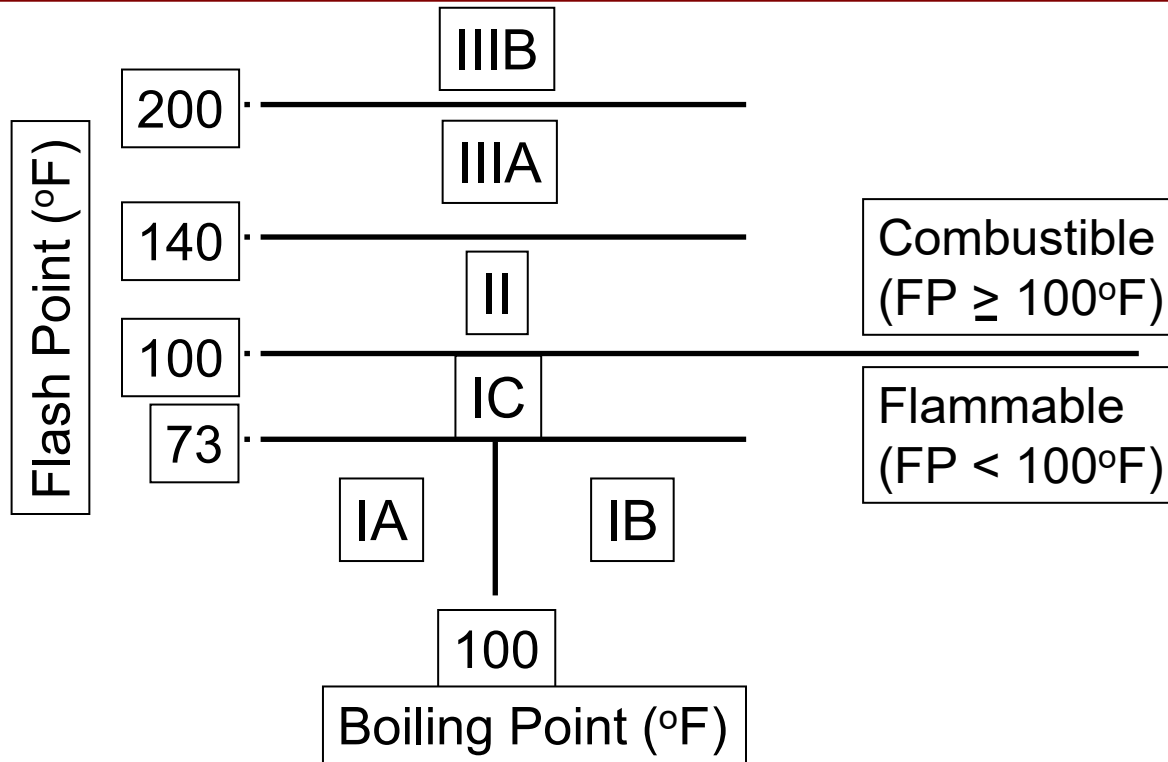 IIIB
200
IIIA
Flash Point (°F)
140
Combustible
(FP ≥ 100°F)
II
100
IC
Flammable
(FP < 100°F)
73
IA
IB
100
Boiling Point (°F)